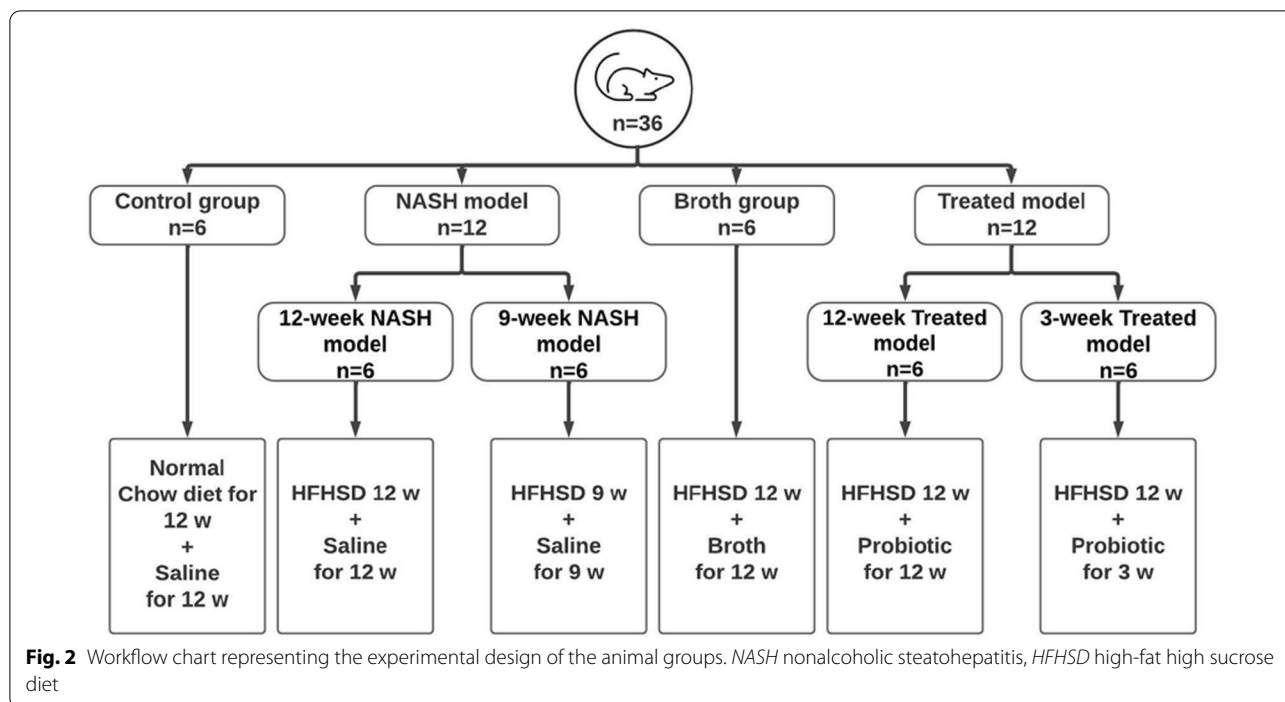 n=36
Control group
n=6
NASH model
n=12
Broth group
n=6
Treated model
n=12
12-week NASH
model
n=6
9-week NASH
model
n=6
12-week Treated
model
n=6
3-week Treated
model
n=6
Normal
Chow diet for
12 w
+
Saline
for 12 w
HFHSD 12 w
+
Saline
for 12 w
HFHSD 9 w
+
Saline
for 9 w
HFHSD 12 w
+
Broth
for 12 w
HFHSD 12 w
+
Probiotic
for 12 w
HFHSD 12 w
+
Probiotic
for 3 w
Fig. 2 Workflow chart representing the experimental design of the animal groups. NASH nonalcoholic steatohepatitis, HFHSD high-fat high sucrose
diet